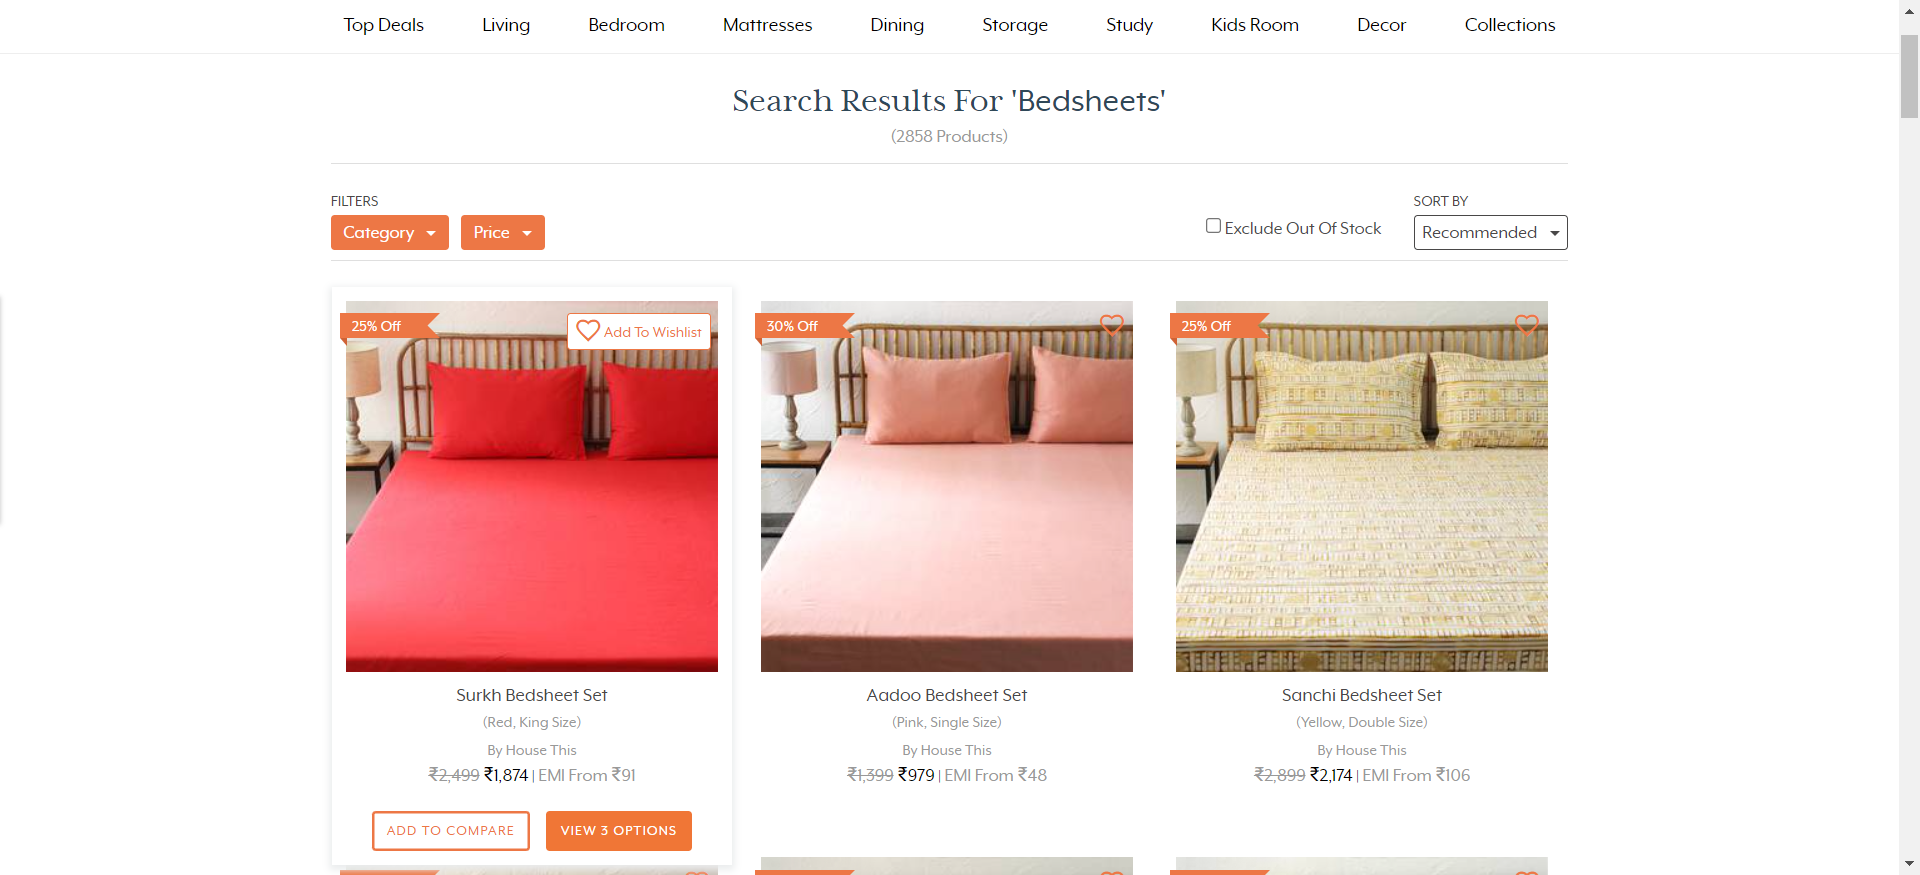 Top Deals Living Bedroom Mattresses Dining Storage Study Kids Room Decor Collections
Search Results For 'Bedsheets'
(2858 Products)
FILTERS
Category Price
Exclude Out Of Stock
SORT BY
Recommended
25% Off
Add To Wishlist
30% Off
25% Off
Surkh Bedsheet Set
(Red, King Size)
By House This
₹2,499 ₹1,874 | EMI From ₹91
ADD TO COMPARE
VIEW 3 OPTIONS
Aadoo Bedsheet Set
(Pink, Single Size)
By House This
₹1,399 ₹979 | EMI From ₹48
Sanchi Bedsheet Set
(Yellow, Double Size)
By House This
₹2,899 ₹2,174 | EMI From ₹106